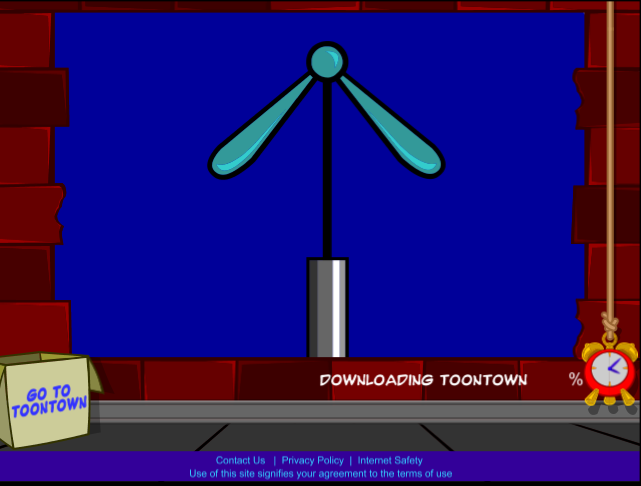 DOWNLOADING TOONTOWN %
GO TO
TOONTOWN
Contact Us | Privacy Policy | Internet Safety
Use of this site signifies your agreement to the terms of use